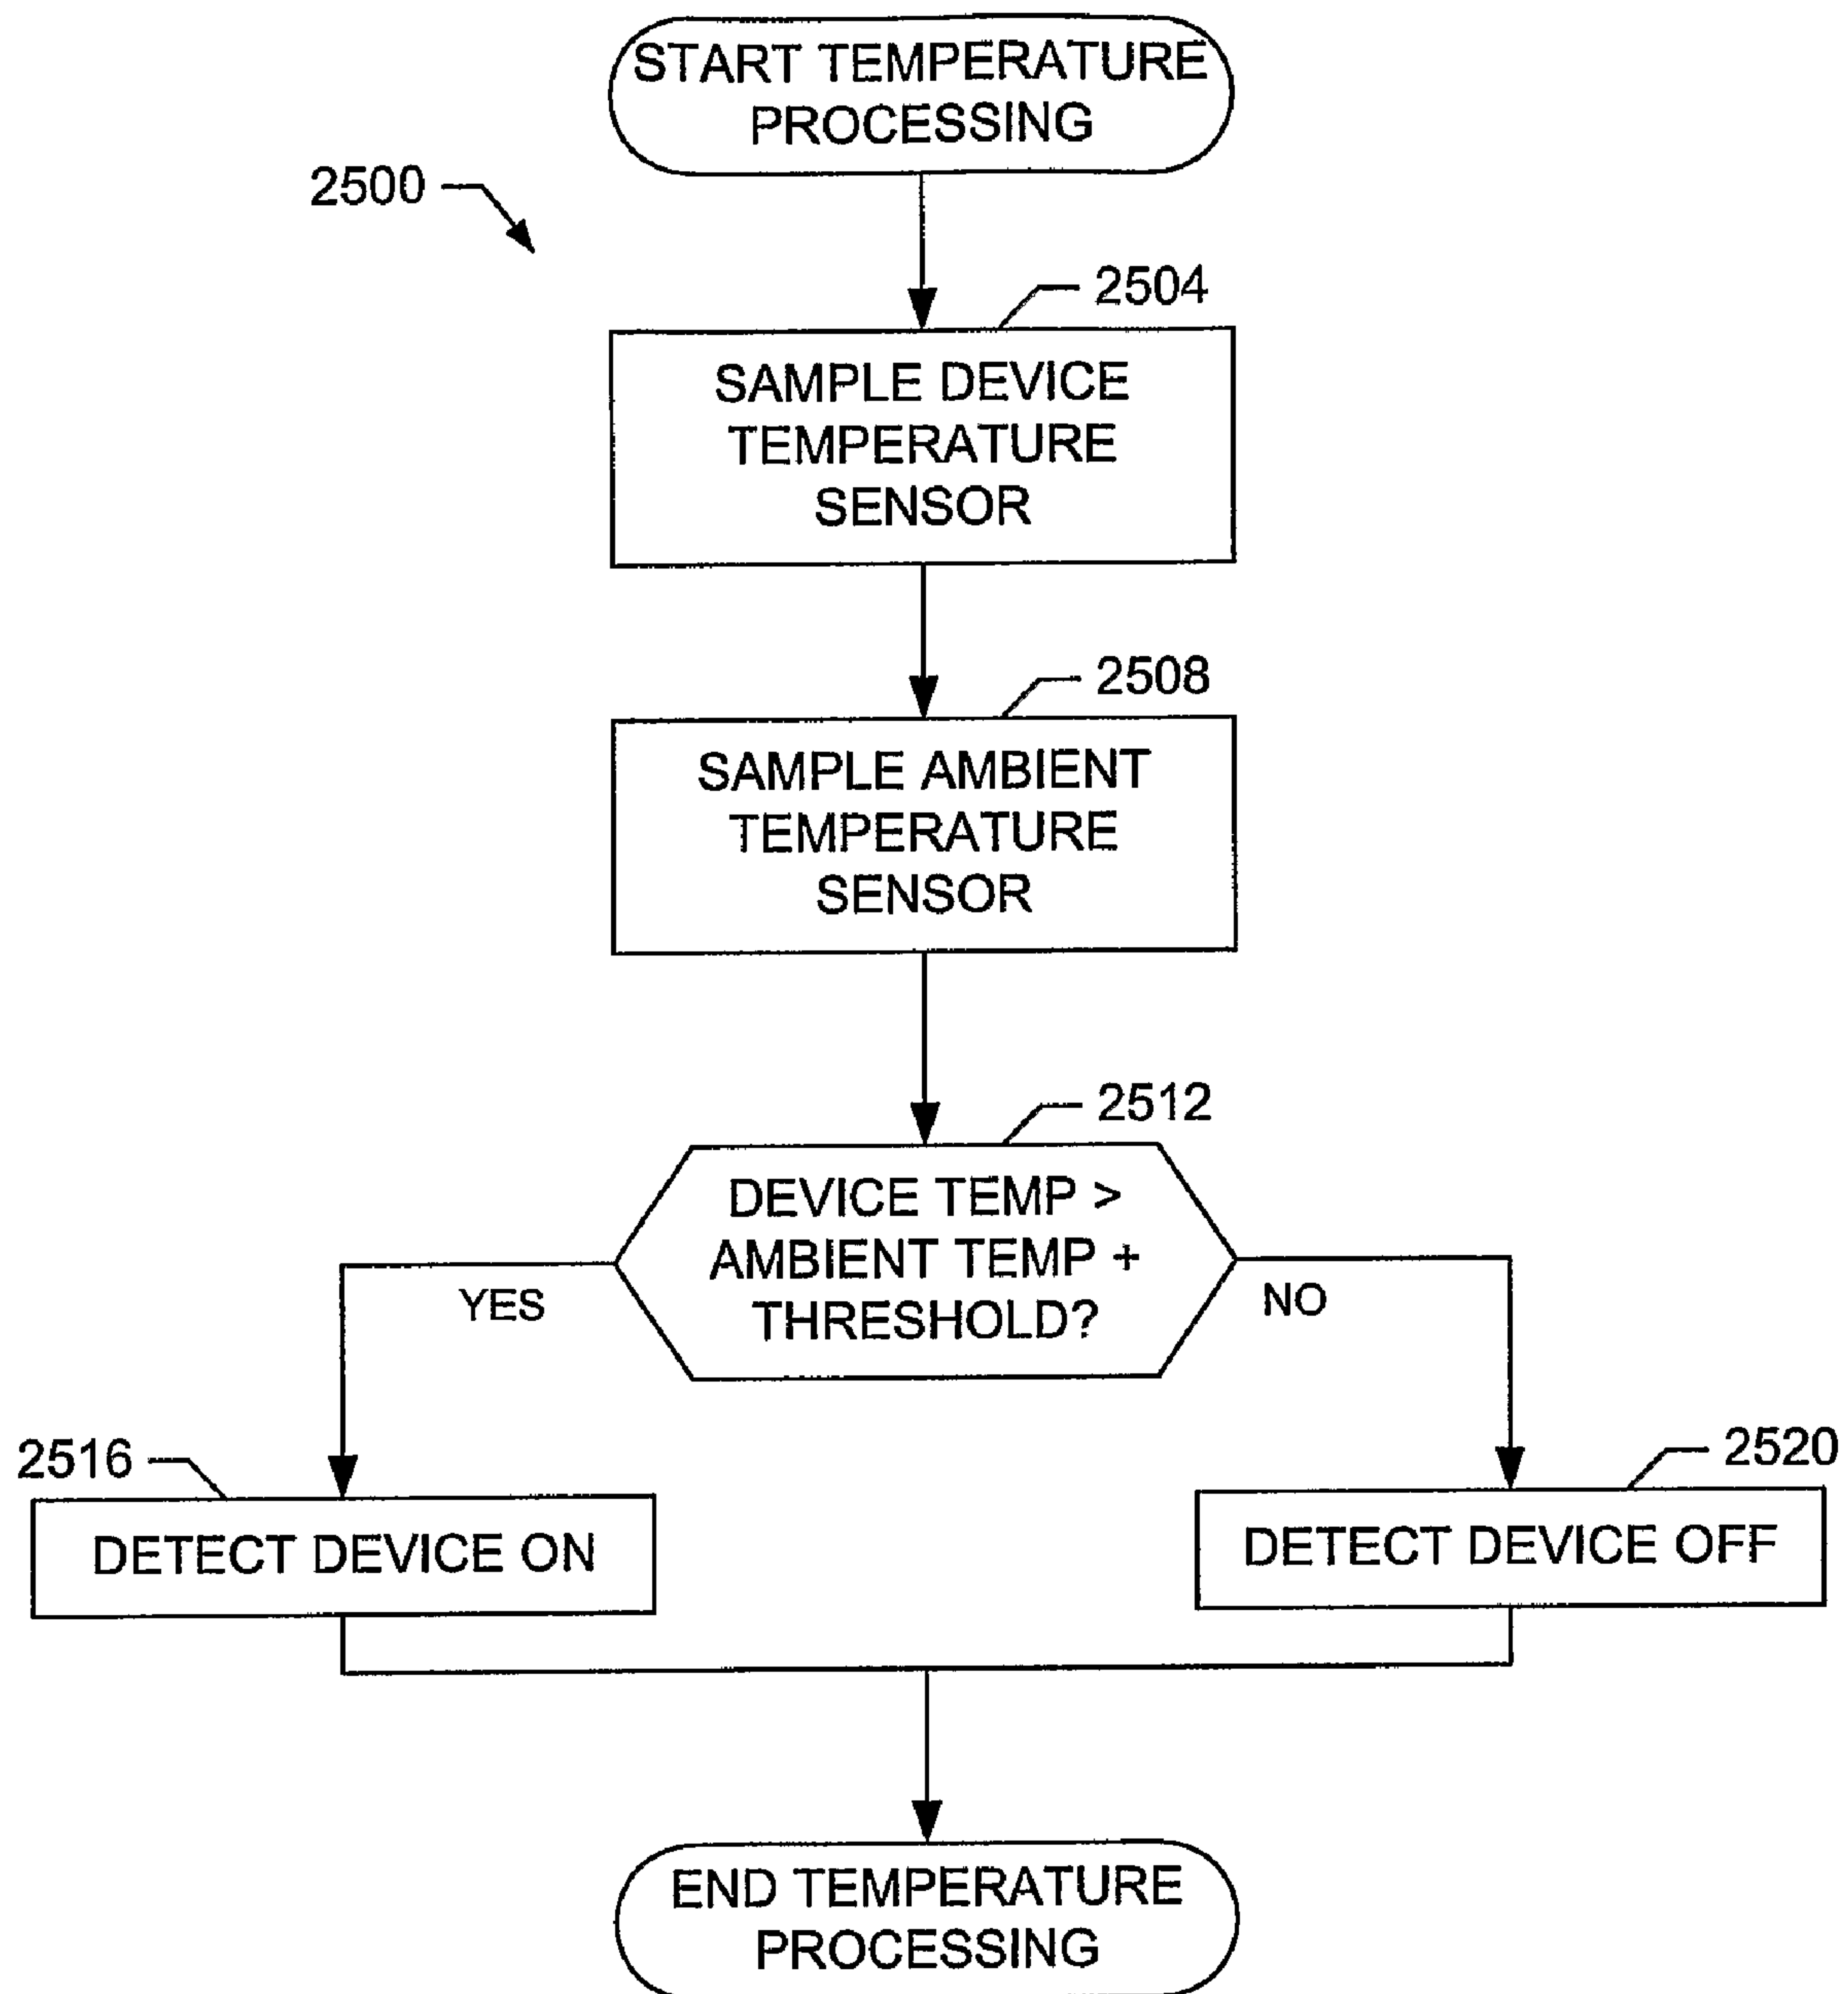 START TEMPERATURE
PROCESSING
2500
2504
SAMPLE DEVICE
TEMPERATURE
SENSOR
2508
SAMPLE AMBIENT
TEMPERATURE
SENSOR
2512
DEVICE TEMP >
AMBIENT TEMP +
THRESHOLD?
YES
NO
2516
DETECT DEVICE ON
2520
DETECT DEVICE OFF
END TEMPERATURE
PROCESSING